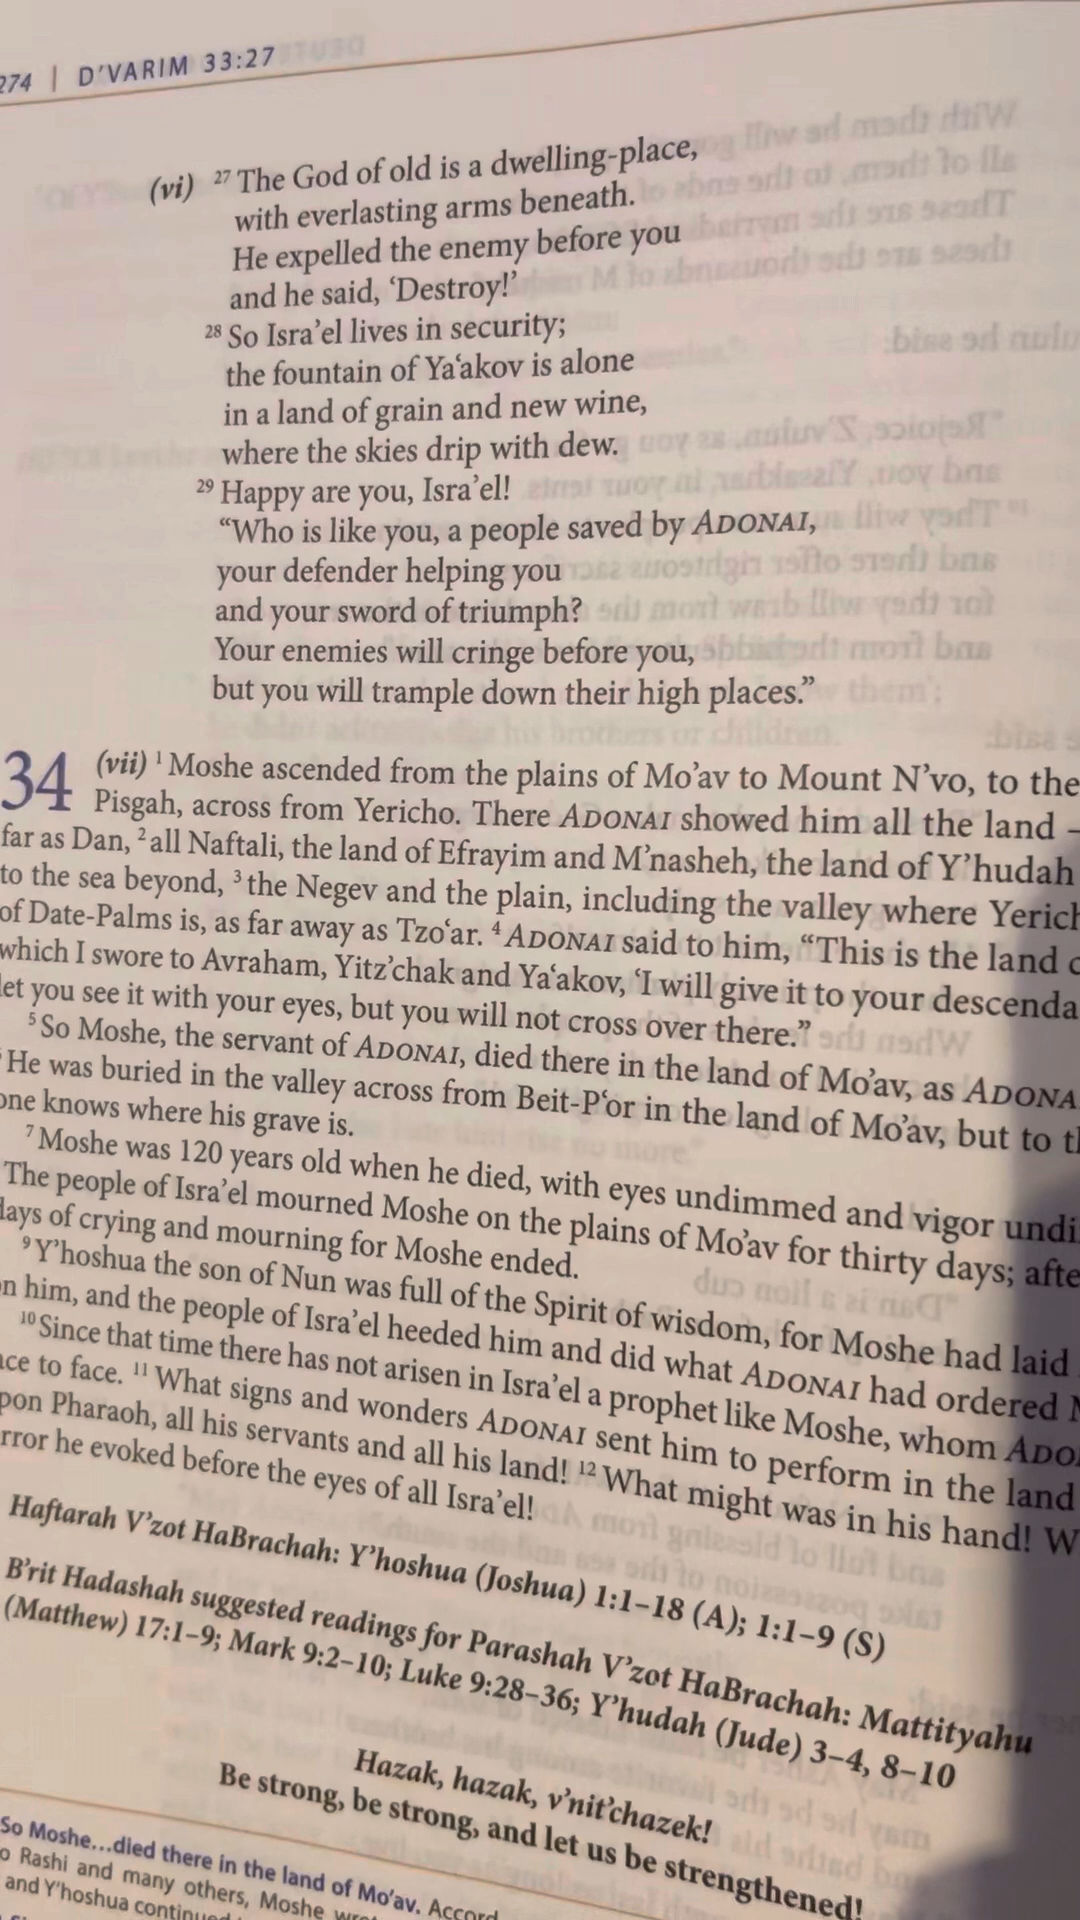 274 | D'VARIM 33:27
(vi) 27 The God of old is a dwelling-place,
with everlasting arms beneath.
He expelled the enemy before you
and he said, ‘Destroy!’
28 So Isra’el lives in security;
the fountain of Ya‘akov is alone
in a land of grain and new wine,
where the skies drip with dew.
29 Happy are you, Isra’el!
“Who is like you, a people saved by ADONAI,
your defender helping you
and your sword of triumph?
Your enemies will cringe before you,
but you will trample down their high places.”
34 (vii) 1 Moshe ascended from the plains of Mo’av to Mount N’vo, to the
Pisgah, across from Yericho. There ADONAI showed him all the land –
far as Dan, 2 all Naftali, the land of Efrayim and M’nasheh, the land of Y’hudah
to the sea beyond, 3 the Negev and the plain, including the valley where Yerich
of Date-Palms is, as far away as Tzo‘ar. 4 ADONAI said to him, “This is the land
which I swore to Avraham, Yitz’chak and Ya‘akov, ‘I will give it to your descenda
let you see it with your eyes, but you will not cross over there.”
5 So Moshe, the servant of ADONAI, died there in the land of Mo’av, as ADONA
He was buried in the valley across from Beit-P‘or in the land of Mo’av, but to th
one knows where his grave is.
7 Moshe was 120 years old when he died, with eyes undimmed and vigor undi
The people of Isra’el mourned Moshe on the plains of Mo’av for thirty days; afte
days of crying and mourning for Moshe ended.
9 Y’hoshua the son of Nun was full of the Spirit of wisdom, for Moshe had laid
on him, and the people of Isra’el heeded him and did what ADONAI had ordered M
10 Since that time there has not arisen in Isra’el a prophet like Moshe, whom ADO
ace to face. 11 What signs and wonders ADONAI sent him to perform in the land
pon Pharaoh, all his servants and all his land! 12 What might was in his hand! W
rror he evoked before the eyes of all Isra’el!
Haftarah V’zot HaBrachah: Y’hoshua (Joshua) 1:1–18 (A); 1:1–9 (S)
B’rit Hadashah suggested readings for Parashah V’zot HaBrachah: Mattityahu
(Matthew) 17:1–9; Mark 9:2–10; Luke 9:28–36; Y’hudah (Jude) 3–4, 8–10
Hazak, hazak, v’nit’chazek!
Be strong, be strong, and let us be strengthened!
So Moshe…died there in the land of Mo’av. Accord
o Rashi and many others, Moshe
and Y’hoshua continued